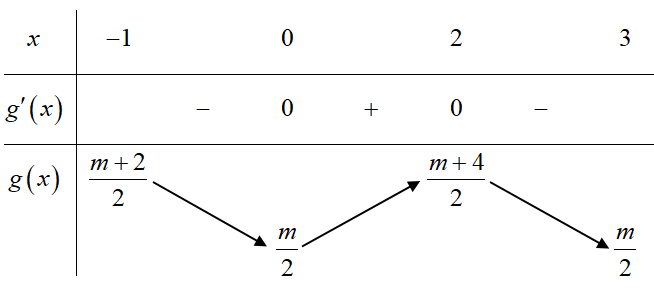 x −1 0 2 3
g′(x) − 0 + 0 −
g(x) (m + 2)/2 m/2 (m + 4)/2 m/2